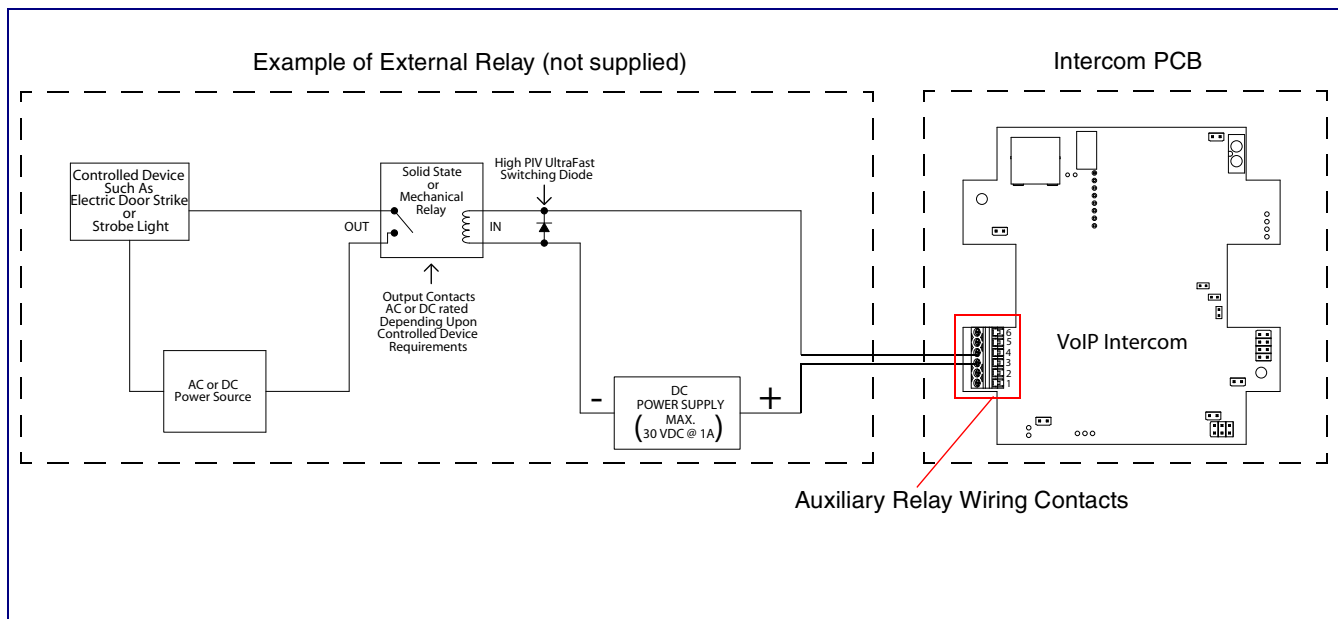 Example of External Relay (not supplied)
Intercom PCB
Controlled Device
Such As
Electric Door Strike
or
Strobe Light
Solid State
or
Mechanical
Relay
High PIV UltraFast
Switching Diode
OUT
IN
Output Contacts
AC or DC rated
Depending Upon
Controlled Device
Requirements
AC or DC
Power Source
-
DC
POWER SUPPLY
MAX.
(30 VDC @ 1A)
+
6
5
4
3
2
1
VoIP Intercom
Auxiliary Relay Wiring Contacts